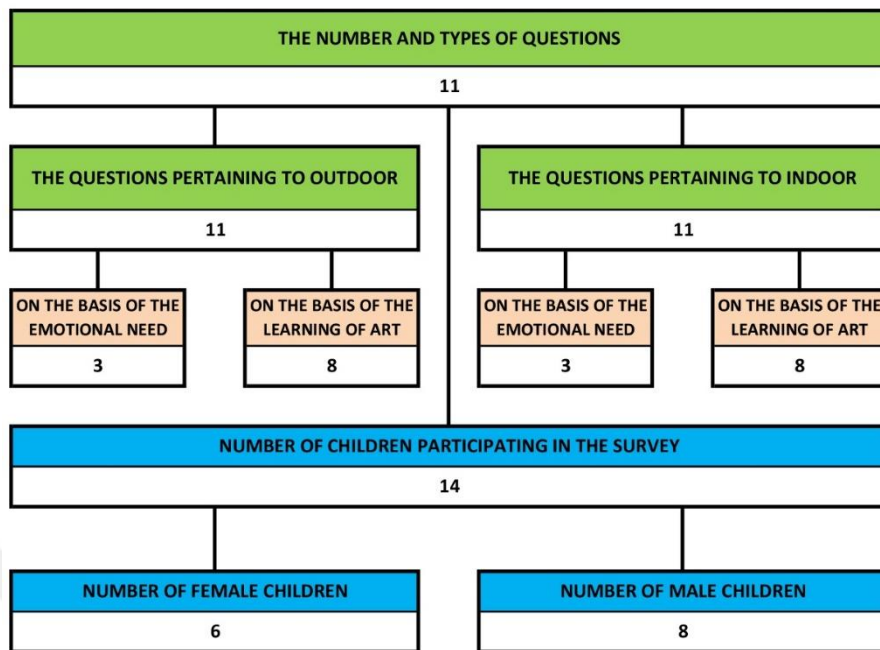 THE NUMBER AND TYPES OF QUESTIONS
11
THE QUESTIONS PERTAINING TO OUTDOOR
11
THE QUESTIONS PERTAINING TO INDOOR
11
ON THE BASIS OF THE
EMOTIONAL NEED
3
ON THE BASIS OF THE
LEARNING OF ART
8
ON THE BASIS OF THE
EMOTIONAL NEED
3
ON THE BASIS OF THE
LEARNING OF ART
8
NUMBER OF CHILDREN PARTICIPATING IN THE SURVEY
14
NUMBER OF FEMALE CHILDREN
6
NUMBER OF MALE CHILDREN
8